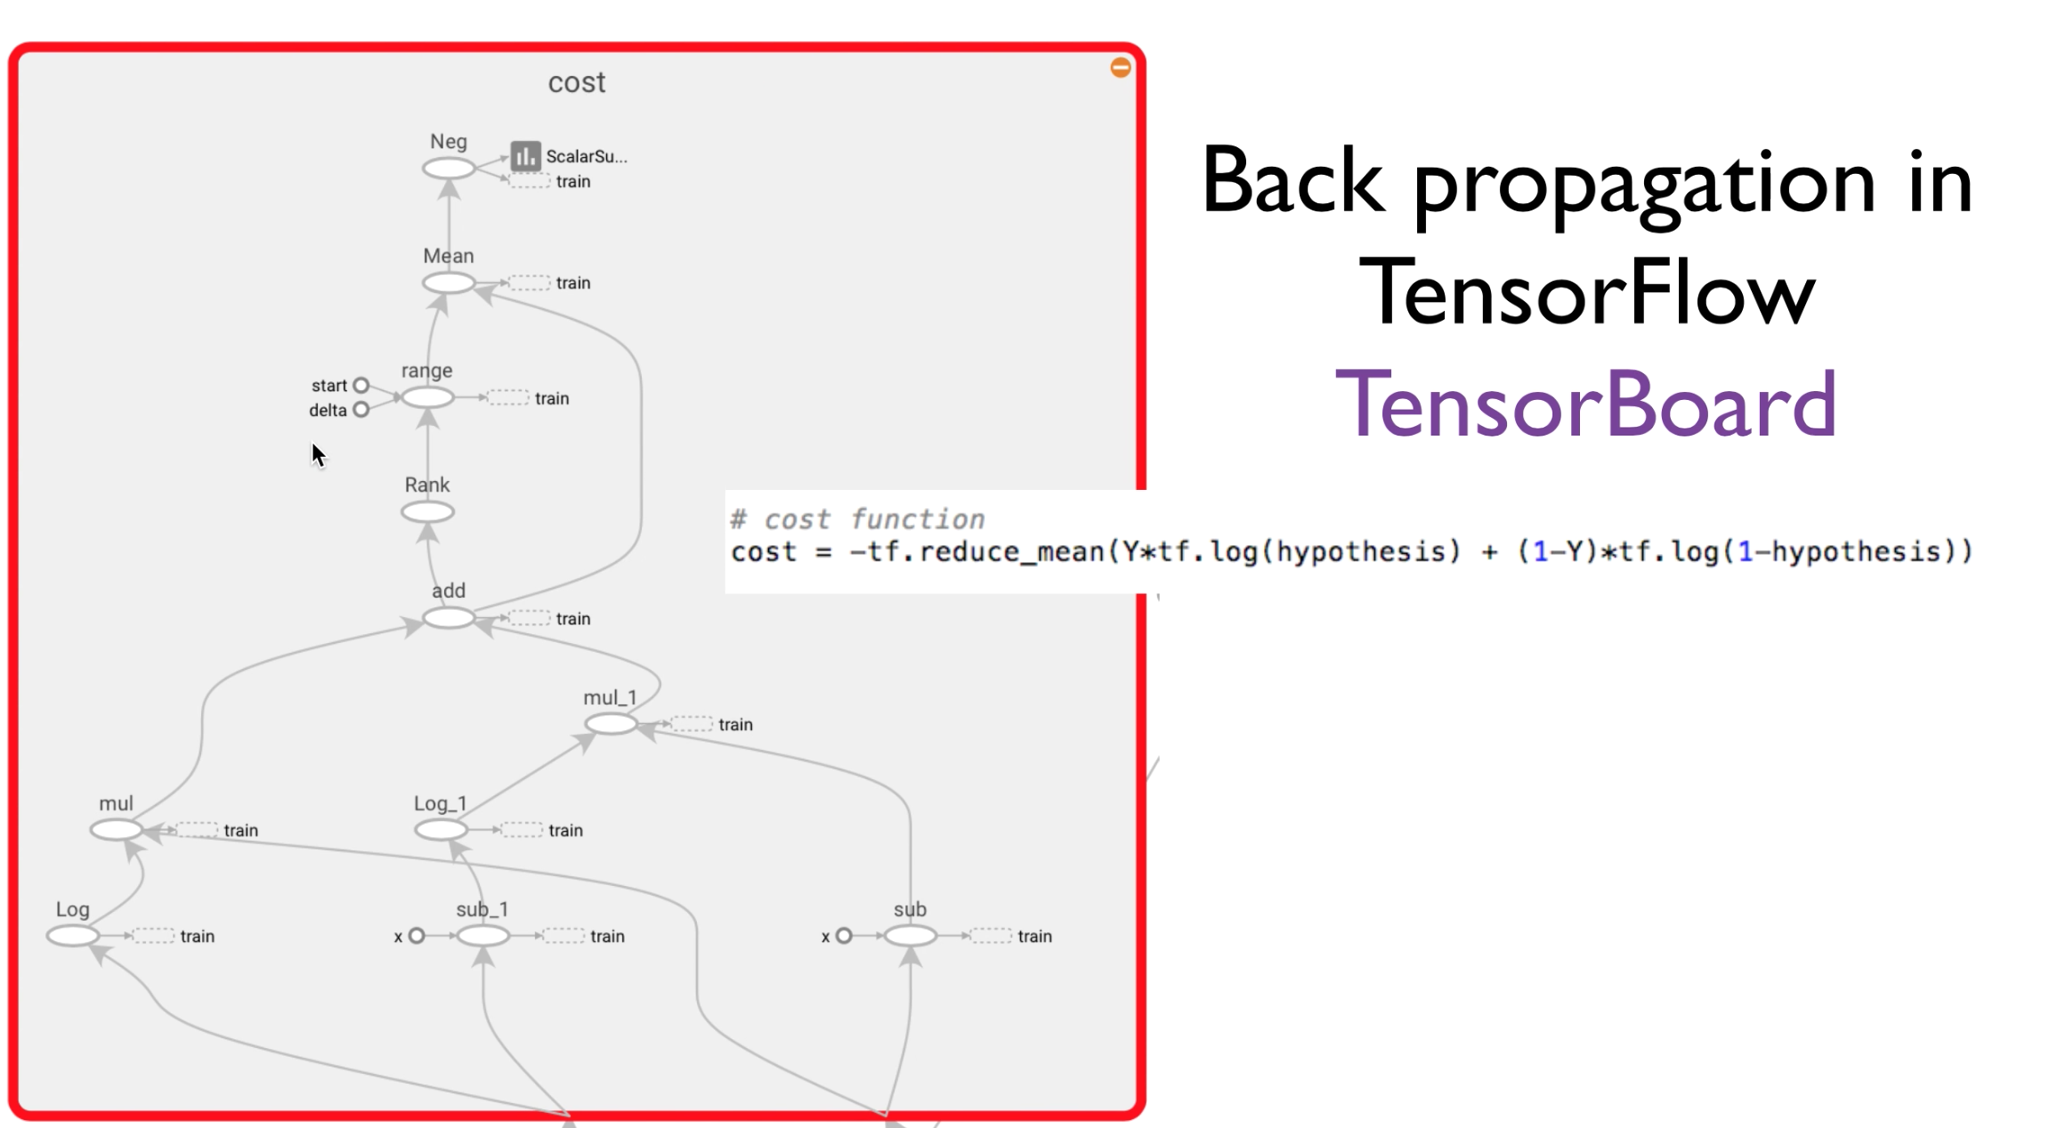 cost
Neg
ScalarSu...
train
Mean
train
range
start
delta
train
Rank
add
train
mul_1
train
mul
train
Log_1
train
Log
train
sub_1
x
train
sub
x
train
Back propagation in
TensorFlow
TensorBoard
# cost function
cost = -tf.reduce_mean(Y*tf.log(hypothesis) + (1-Y)*tf.log(1-hypothesis))